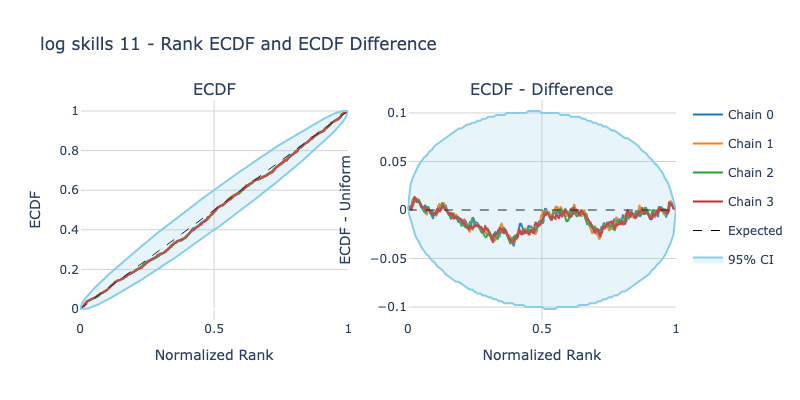 log skills 11 - Rank ECDF and ECDF Difference
ECDF
ECDF - Difference
1
0.8
0.6
0.4
0.2
0
0
0.5
1
ECDF
Normalized Rank
0.1
0.05
0
−0.05
−0.1
0
0.5
1
ECDF - Uniform
Normalized Rank
Chain 0
Chain 1
Chain 2
Chain 3
Expected
95% CI